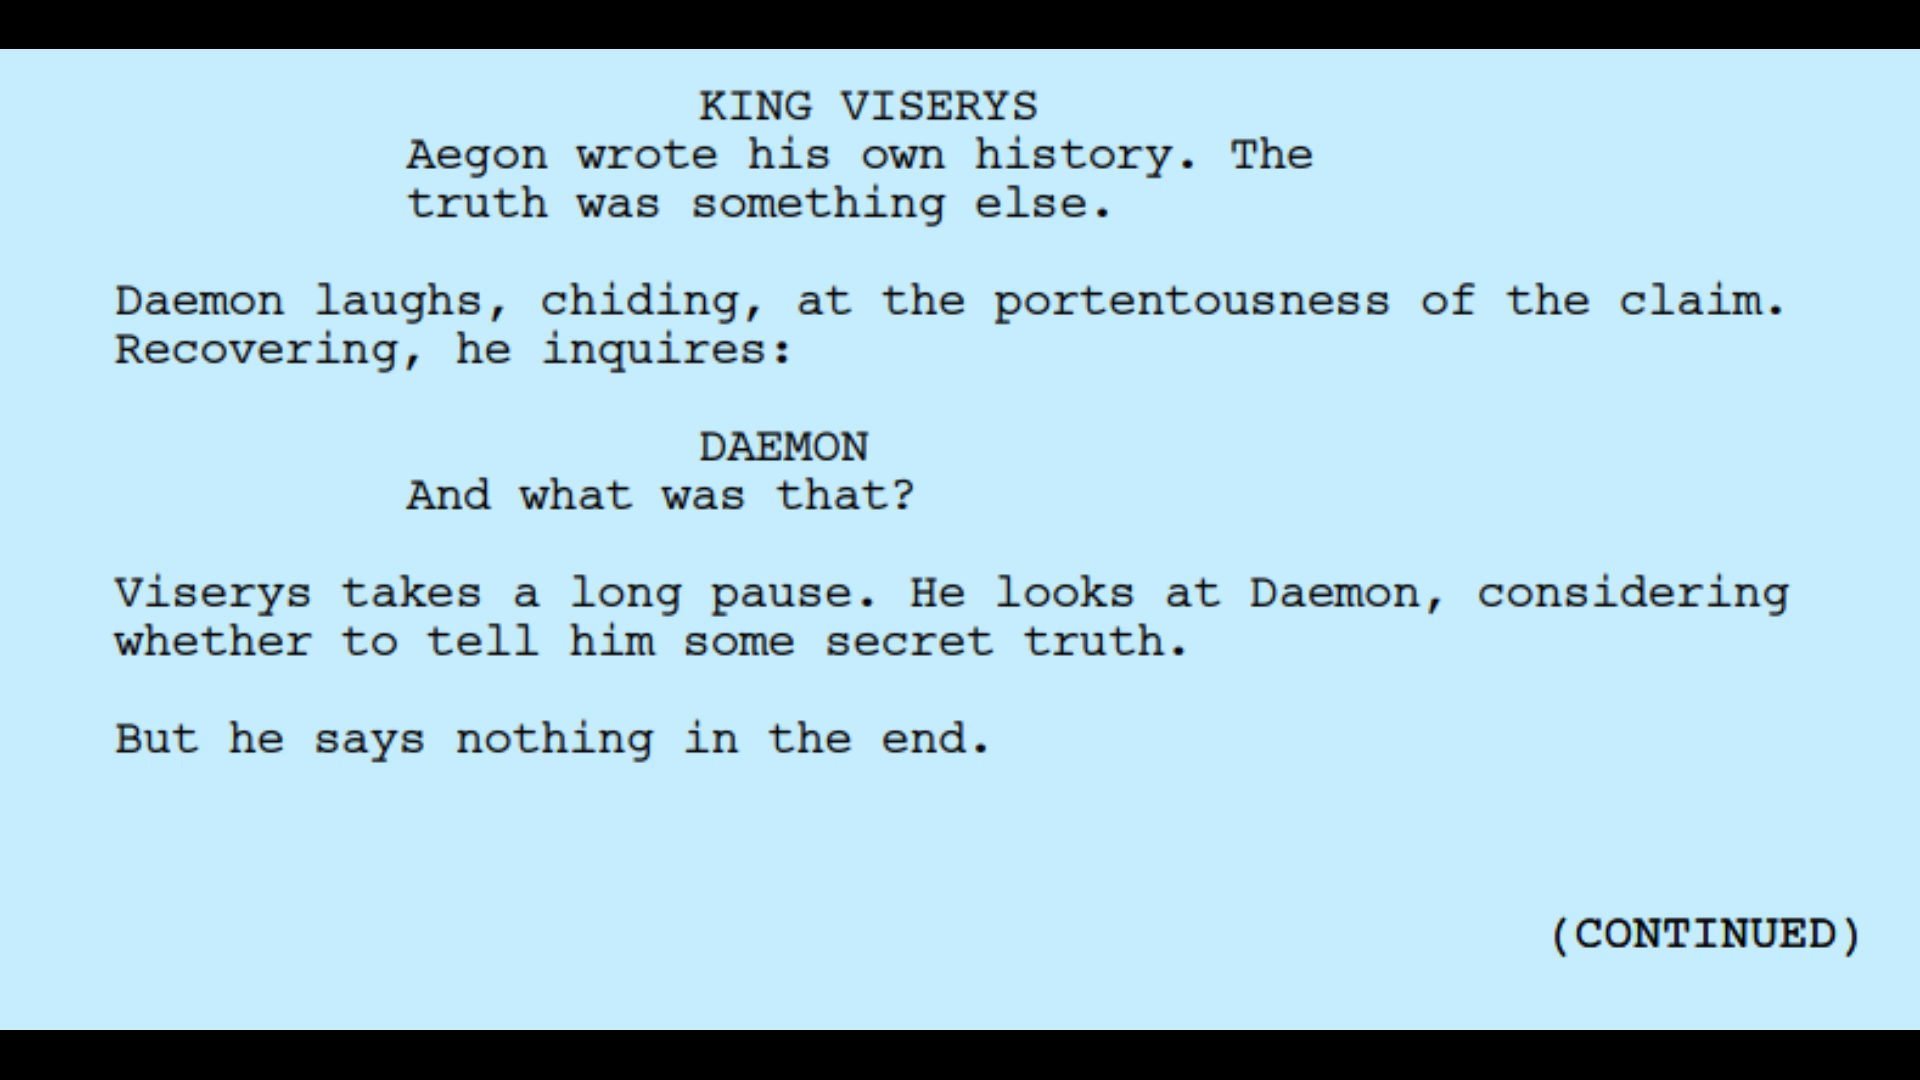 KING VISERYS
Aegon wrote his own history. The
truth was something else.
Daemon laughs, chiding, at the portentousness of the claim.
Recovering, he inquires:
DAEMON
And what was that?
Viserys takes a long pause. He looks at Daemon, considering
whether to tell him some secret truth.
But he says nothing in the end.
(CONTINUED)